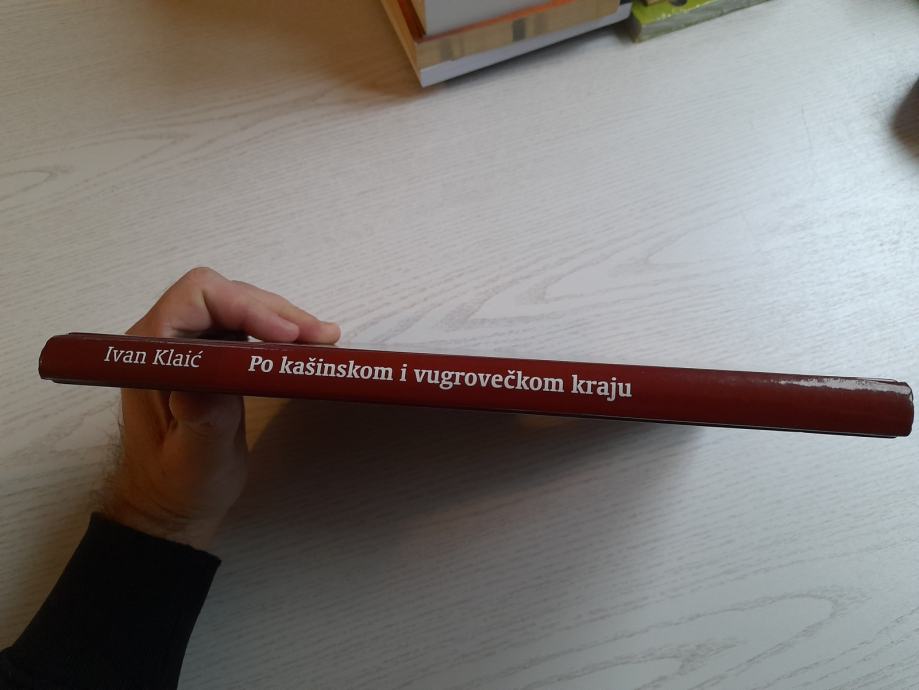 Ivan Klaić Po kašinskom i vugrovečkom kraju